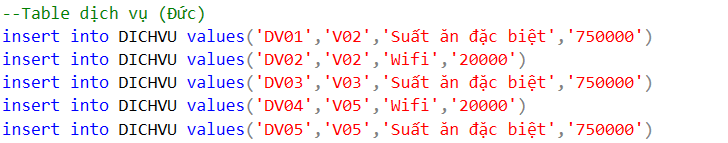 --Table dịch vụ (Đức)
insert into DICHVU values('DV01','V02','Suất ăn đặc biệt','750000')
insert into DICHVU values('DV02','V02','Wifi','20000')
insert into DICHVU values('DV03','V03','Suất ăn đặc biệt','750000')
insert into DICHVU values('DV04','V05','Wifi','20000')
insert into DICHVU values('DV05','V05','Suất ăn đặc biệt','750000')